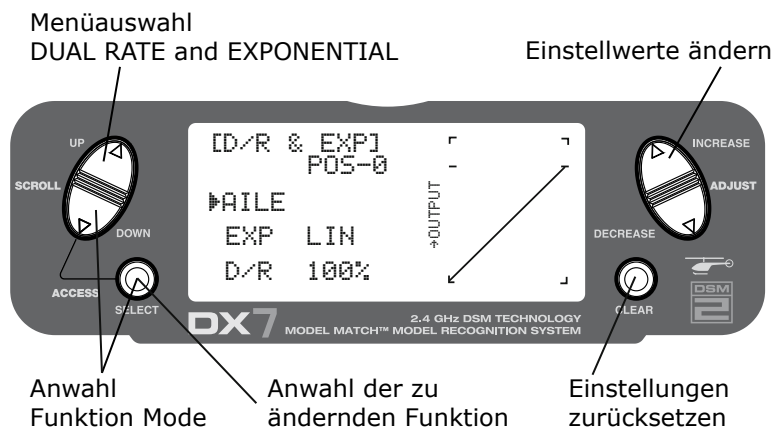 Menüauswahl
DUAL RATE and EXPONENTIAL
Einstellwerte ändern
UP
SCROLL
DOWN
ACCESS
SELECT
[D/R & EXP]
POS-0
AILE
EXP LIN
D/R 100%
→OUTPUT
INCREASE
ADJUST
DECREASE
CLEAR
DSM
2
DX7
2.4 GHz DSM TECHNOLOGY
MODEL MATCH™ MODEL RECOGNITION SYSTEM
Anwahl
Funktion Mode
Anwahl der zu
ändernden Funktion
Einstellungen
zurücksetzen